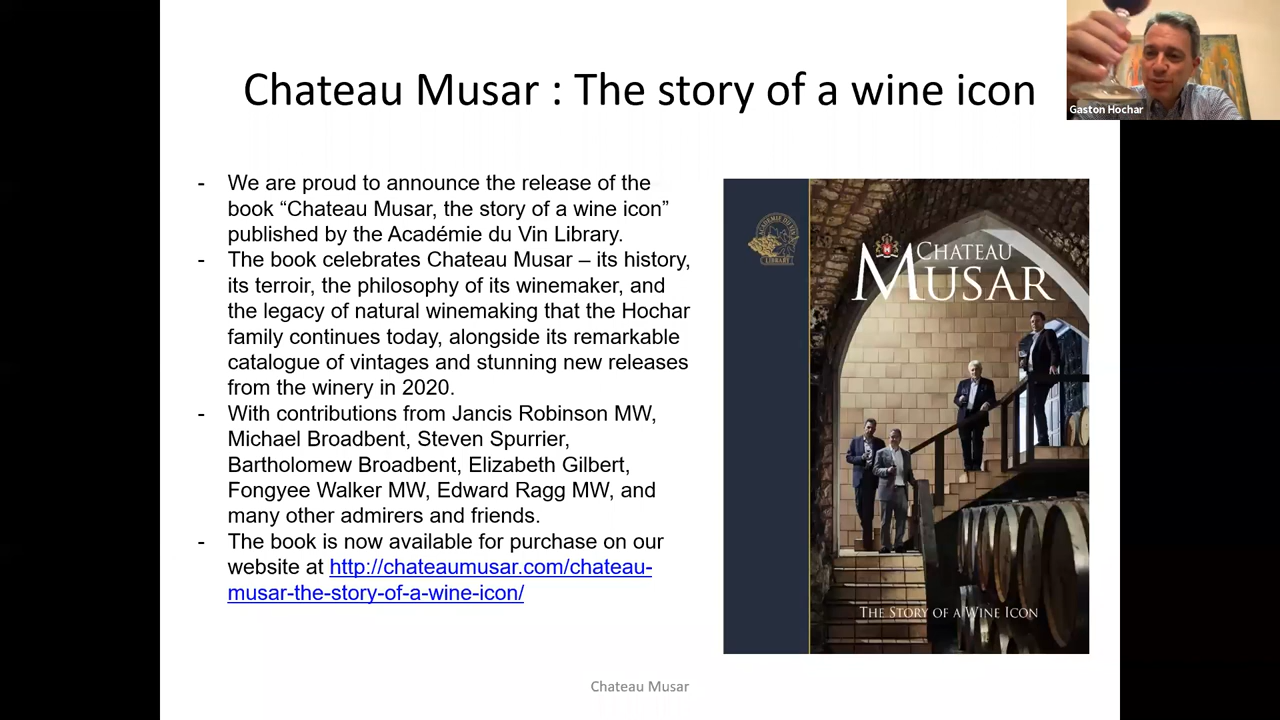 Chateau Musar : The story of a wine icon
Gaston Hochar
- We are proud to announce the release of the
book “Chateau Musar, the story of a wine icon”
published by the Académie du Vin Library.
- The book celebrates Chateau Musar – its history,
its terroir, the philosophy of its winemaker, and
the legacy of natural winemaking that the Hochar
family continues today, alongside its remarkable
catalogue of vintages and stunning new releases
from the winery in 2020.
- With contributions from Jancis Robinson MW,
Michael Broadbent, Steven Spurrier,
Bartholomew Broadbent, Elizabeth Gilbert,
Fongyee Walker MW, Edward Ragg MW, and
many other admirers and friends.
- The book is now available for purchase on our
website at http://chateaumusar.com/chateau-
musar-the-story-of-a-wine-icon/
ACADÉMIE DU VIN
LIBRARY
CHATEAU
MUSAR
THE STORY OF A WINE ICON
Chateau Musar